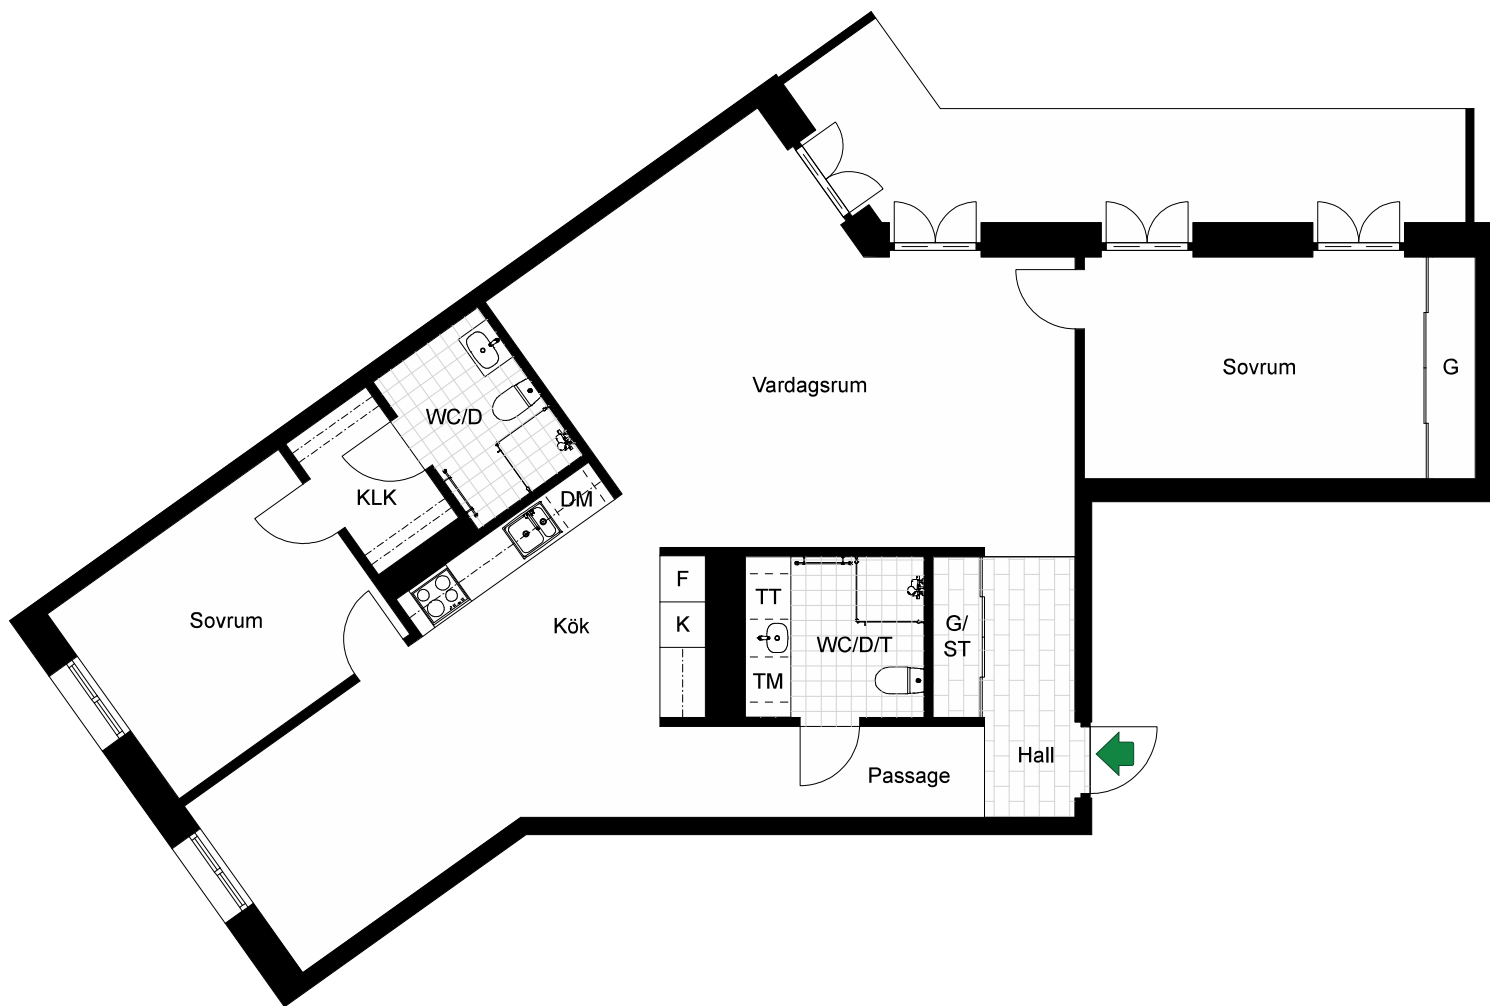 Vardagsrum
Sovrum
G
WC/D
KLK
DM
Sovrum
Kök
F
K
TT
TM
WC/D/T
G/
ST
Hall
Passage